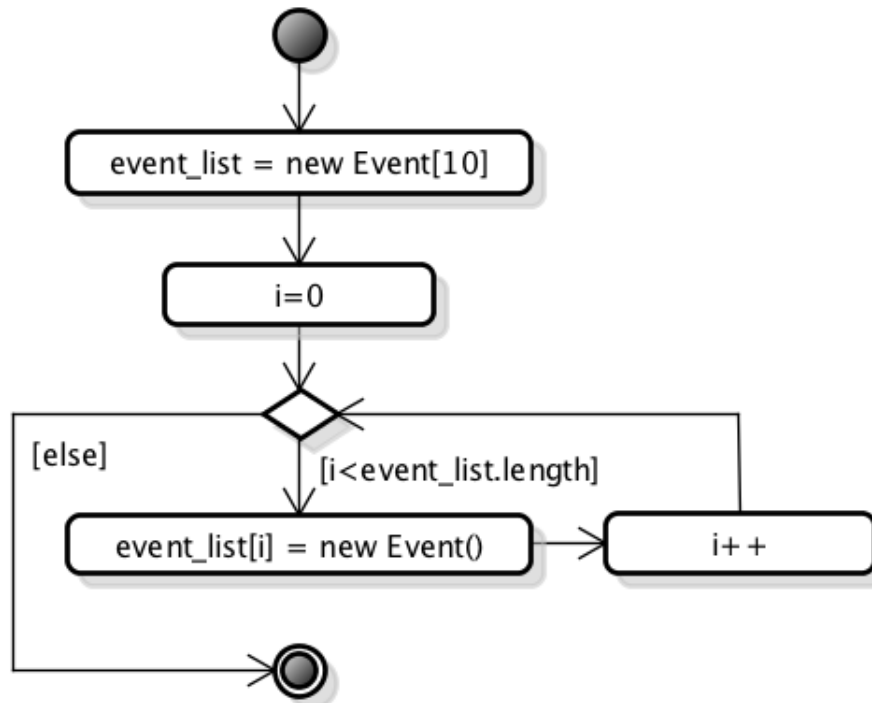 event_list = new Event[10]
i=0
[else]
[i<event_list.length]
event_list[i] = new Event()
i++